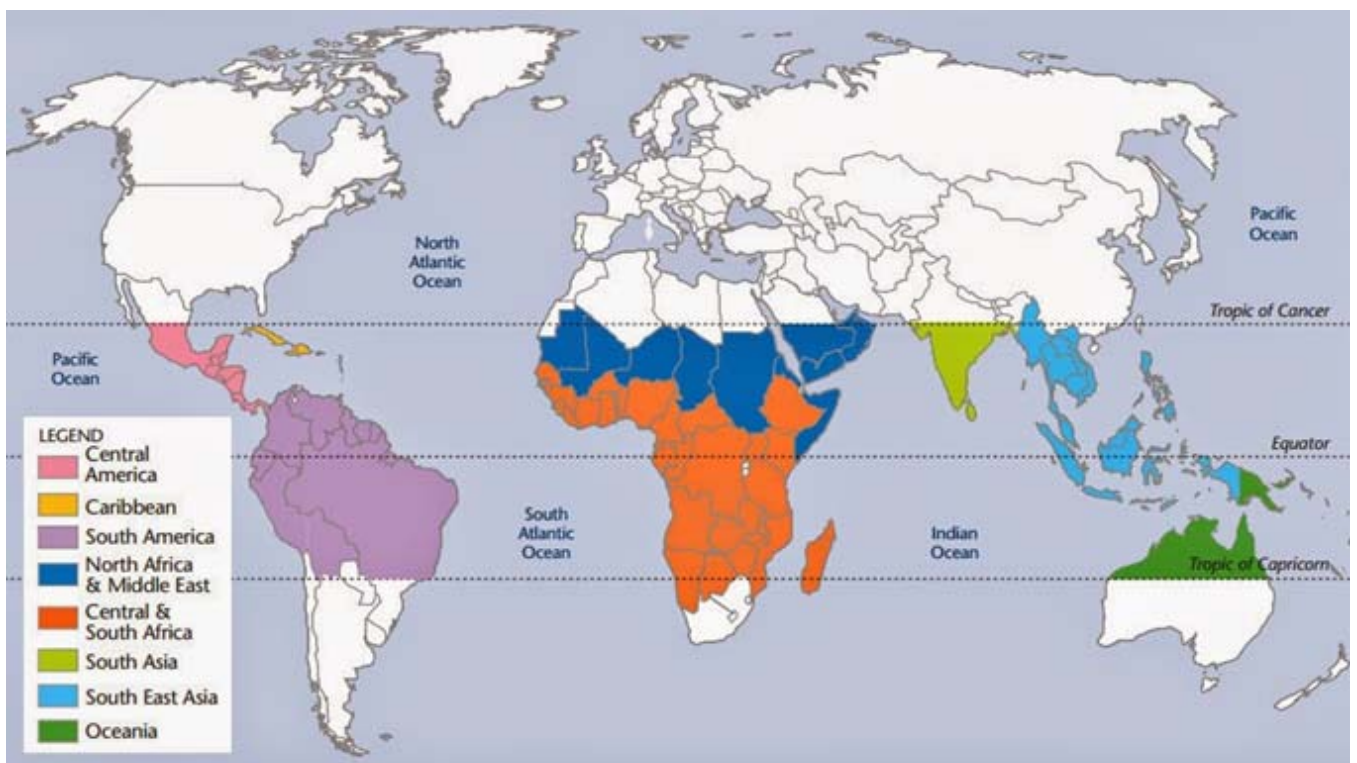 North
Atlantic
Ocean
Pacific
Ocean
Tropic of Cancer
Pacific
Ocean
Equator
South
Atlantic
Ocean
Indian
Ocean
Tropic of Capricorn
LEGEND
Central
America
Caribbean
South America
North Africa
& Middle East
Central &
South Africa
South Asia
South East Asia
Oceania